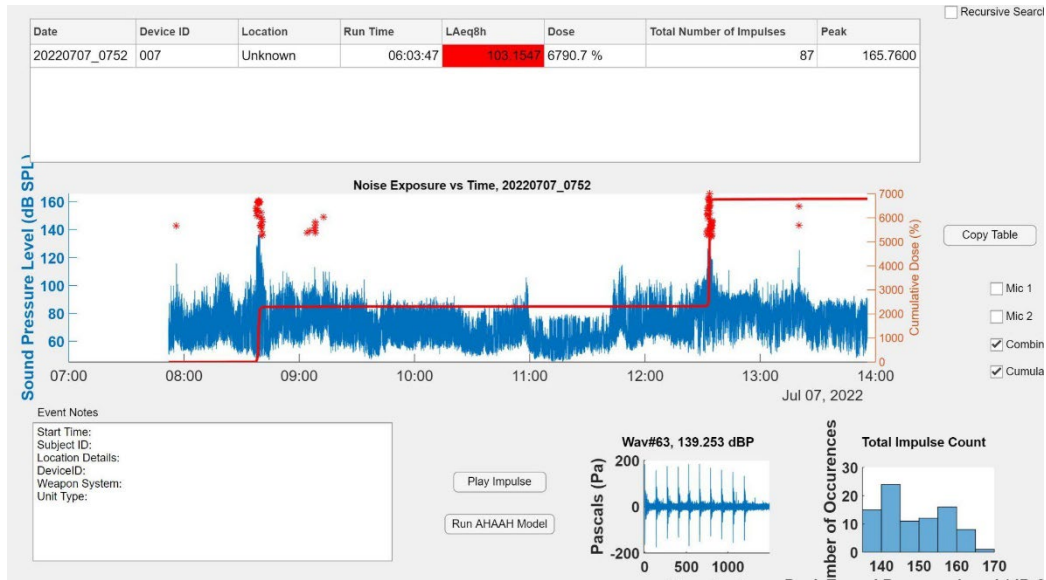 Recursive Search
Date Device ID Location Run Time LAeq8h Dose Total Number of Impulses Peak
20220707_0752 007 Unknown 06:03:47 103.1547 6790.7 % 87 165.7600
Noise Exposure vs Time, 20220707_0752
Sound Pressure Level (dB SPL)
160
140
120
100
80
60
7000
6000
5000
4000
3000
2000
1000
0
Cumulative Dose (%)
07:00 08:00 09:00 10:00 11:00 12:00 13:00 14:00
Jul 07, 2022
Copy Table
Mic 1
Mic 2
Combin
Cumula
Event Notes
Start Time:
Subject ID:
Location Details:
DeviceID:
Weapon System:
Unit Type:
Play Impulse
Run AHAAH Model
Wav#63, 139.253 dBP
Pascals (Pa)
200
0
-200
0 500 1000
Total Impulse Count
mber of Occurences
30
20
10
0
140 150 160 170